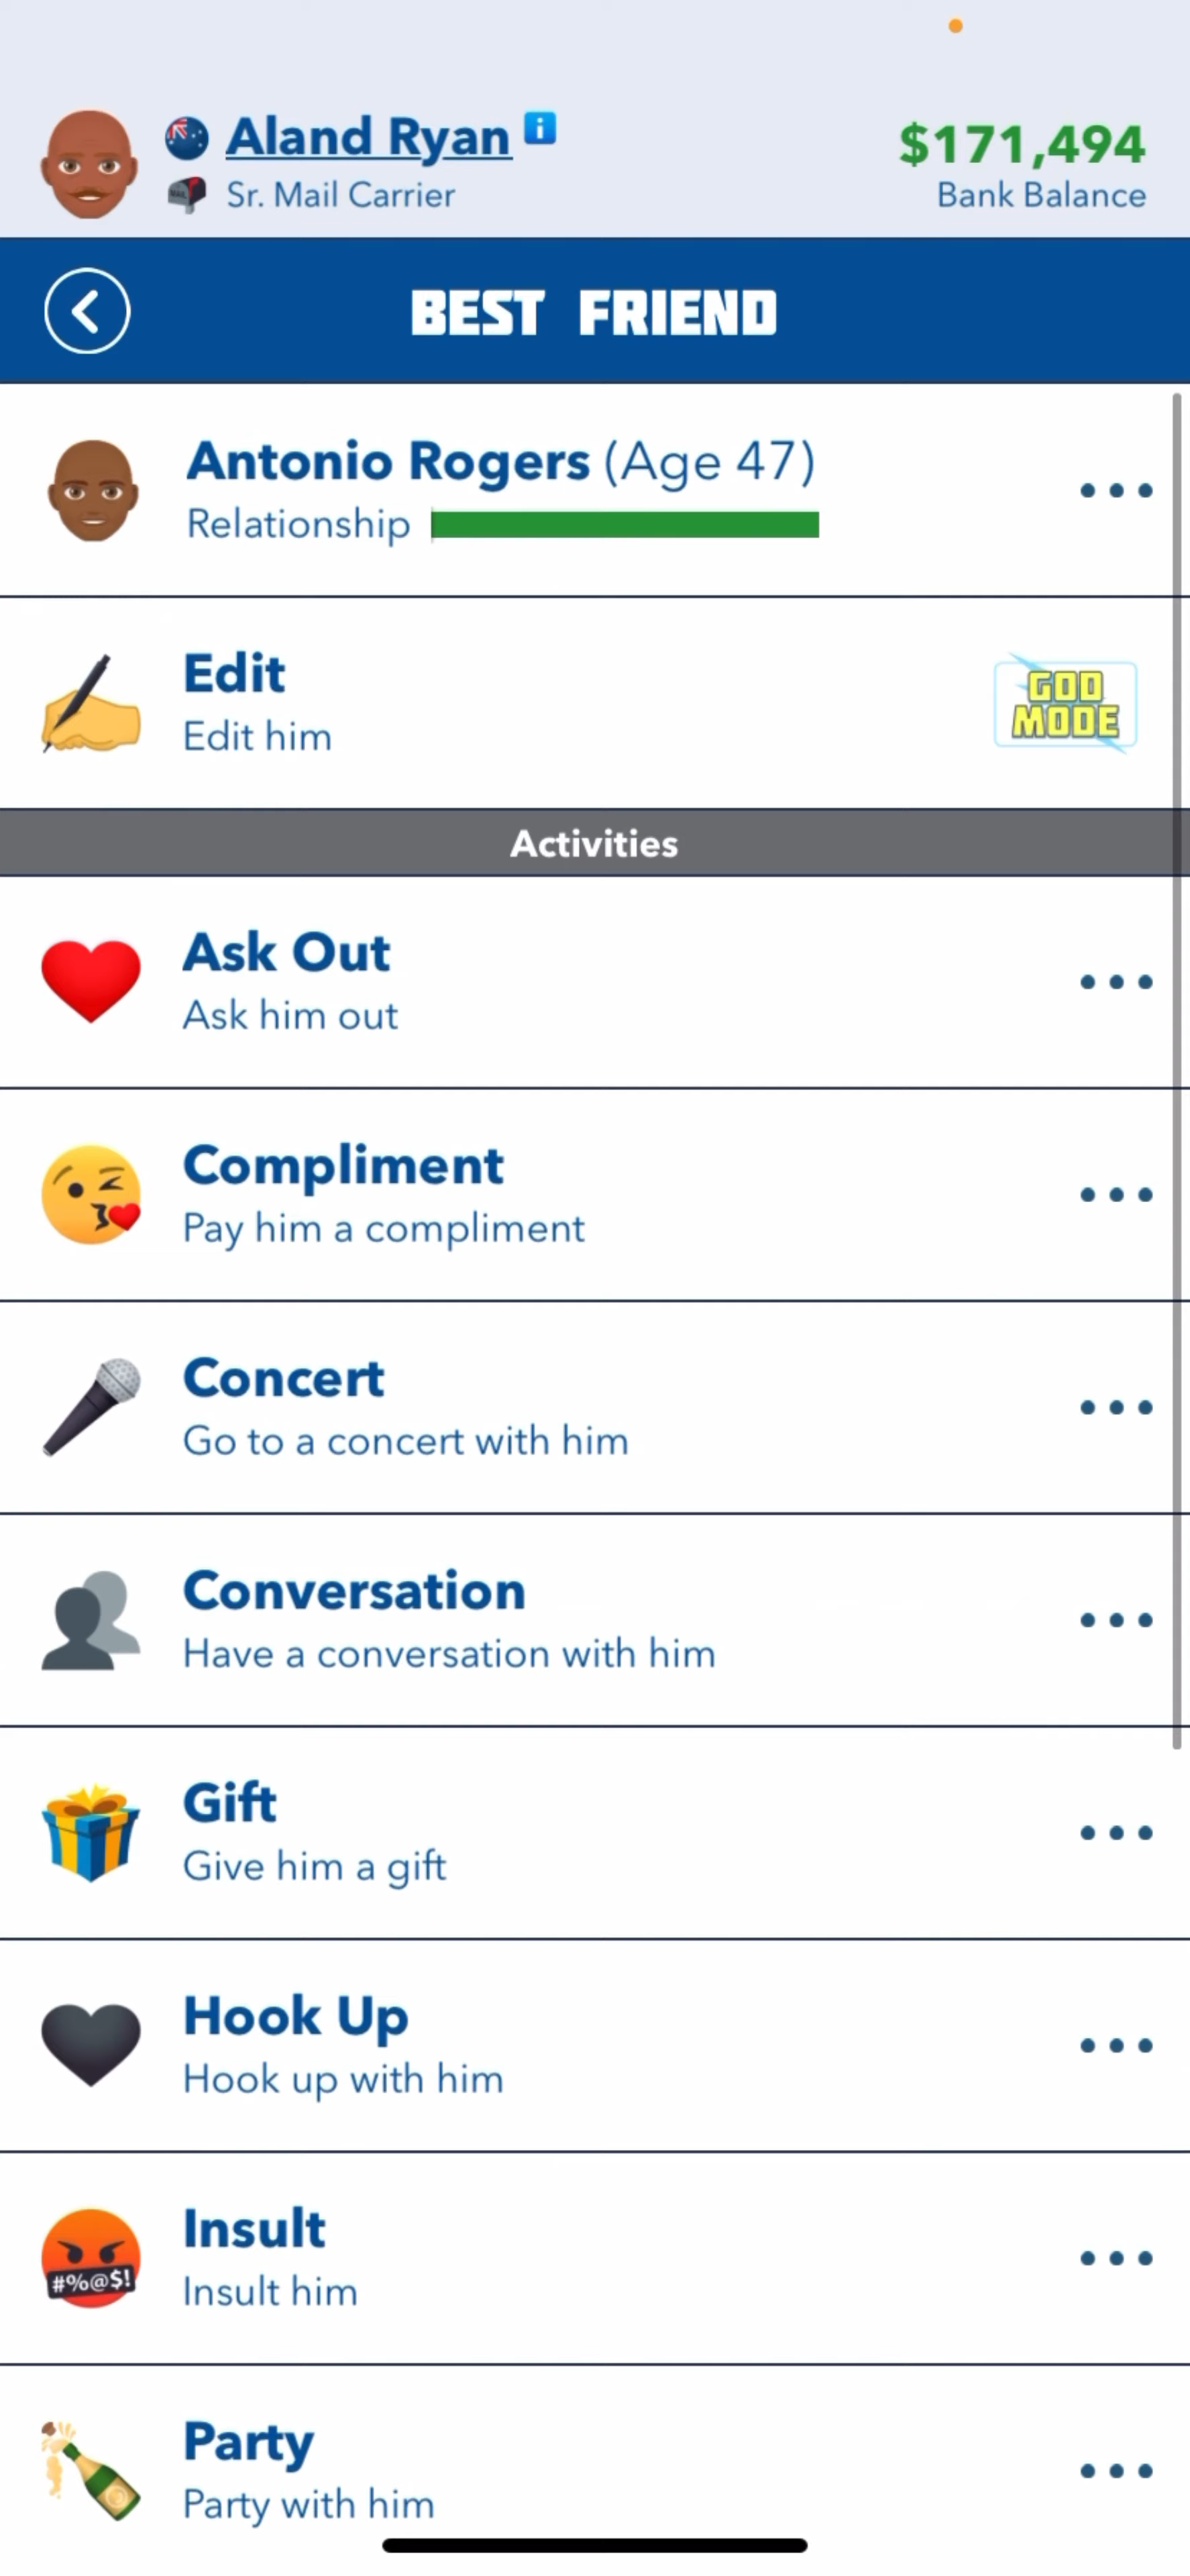 Aland Ryan
Sr. Mail Carrier
$171,494
Bank Balance
BEST FRIEND
Antonio Rogers (Age 47)
Relationship
Edit
Edit him
GOD
MODE
Activities
Ask Out
Ask him out
Compliment
Pay him a compliment
Concert
Go to a concert with him
Conversation
Have a conversation with him
Gift
Give him a gift
Hook Up
Hook up with him
Insult
Insult him
#%@$!
Party
Party with him